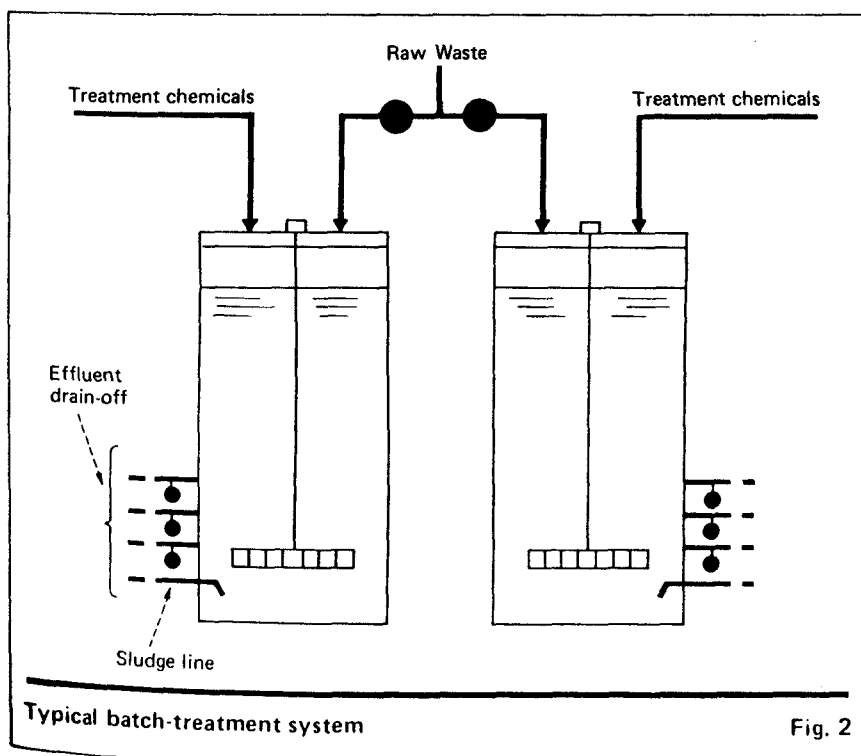 Raw Waste
Treatment chemicals
Treatment chemicals
Effluent
drain-off
Sludge line
Typical batch-treatment system
Fig. 2